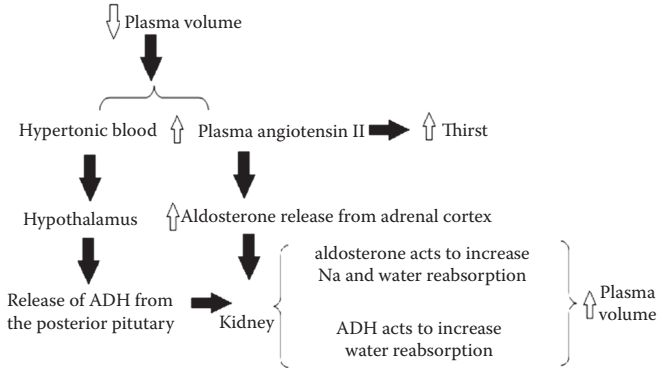 Plasma volume
Hypertonic blood
Plasma angiotensin II
Thirst
Hypothalamus
Aldosterone release from adrenal cortex
aldosterone acts to increase
Na and water reabsorption
Release of ADH from
the posterior pitutary
Kidney
ADH acts to increase
water reabsorption
Plasma
volume